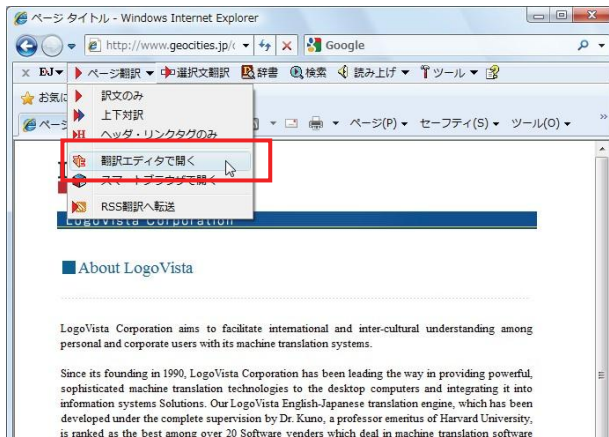 ページ タイトル - Windows Internet Explorer
http://www.geocities.jp/c
Google
x EJ ページ翻訳 選択文翻訳 辞書 検索 読み上げ ツール
お気に
訳文のみ
上下対訳
ページ(P) セーフティ(S) ツール(O) »
ヘッダ・リンクタグのみ
翻訳エディタで開く
スマートブラウザで開く
RSS翻訳へ転送
LogoVista Corporation
About LogoVista
LogoVista Corporation aims to facilitate international and inter-cultural understanding among
personal and corporate users with its machine translation systems.
Since its founding in 1990, LogoVista Corporation has been leading the way in providing powerful,
sophisticated machine translation technologies to the desktop computers and integrating it into
information systems Solutions. Our LogoVista English-Japanese translation engine, which has been
developed under the complete supervision by Dr. Kuno, a professor emeritus of Harvard University,
is ranked as the best among over 20 Software venders which deal in machine translation software